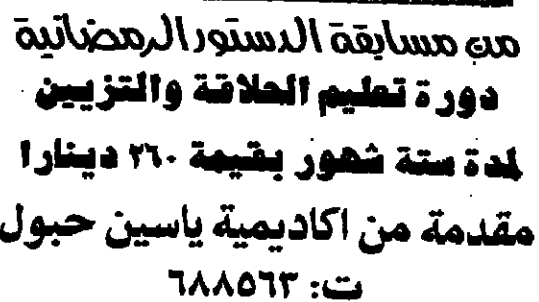 من مسابقة الدستور الرمضانية
دورة تعليم الحلاقة والتزيين
لمدة ستة شهور بقيمة ٢٦٠ دينارا
مقدمة من اكاديمية ياسين حبول
ت: ٦٨٨٥٦٣